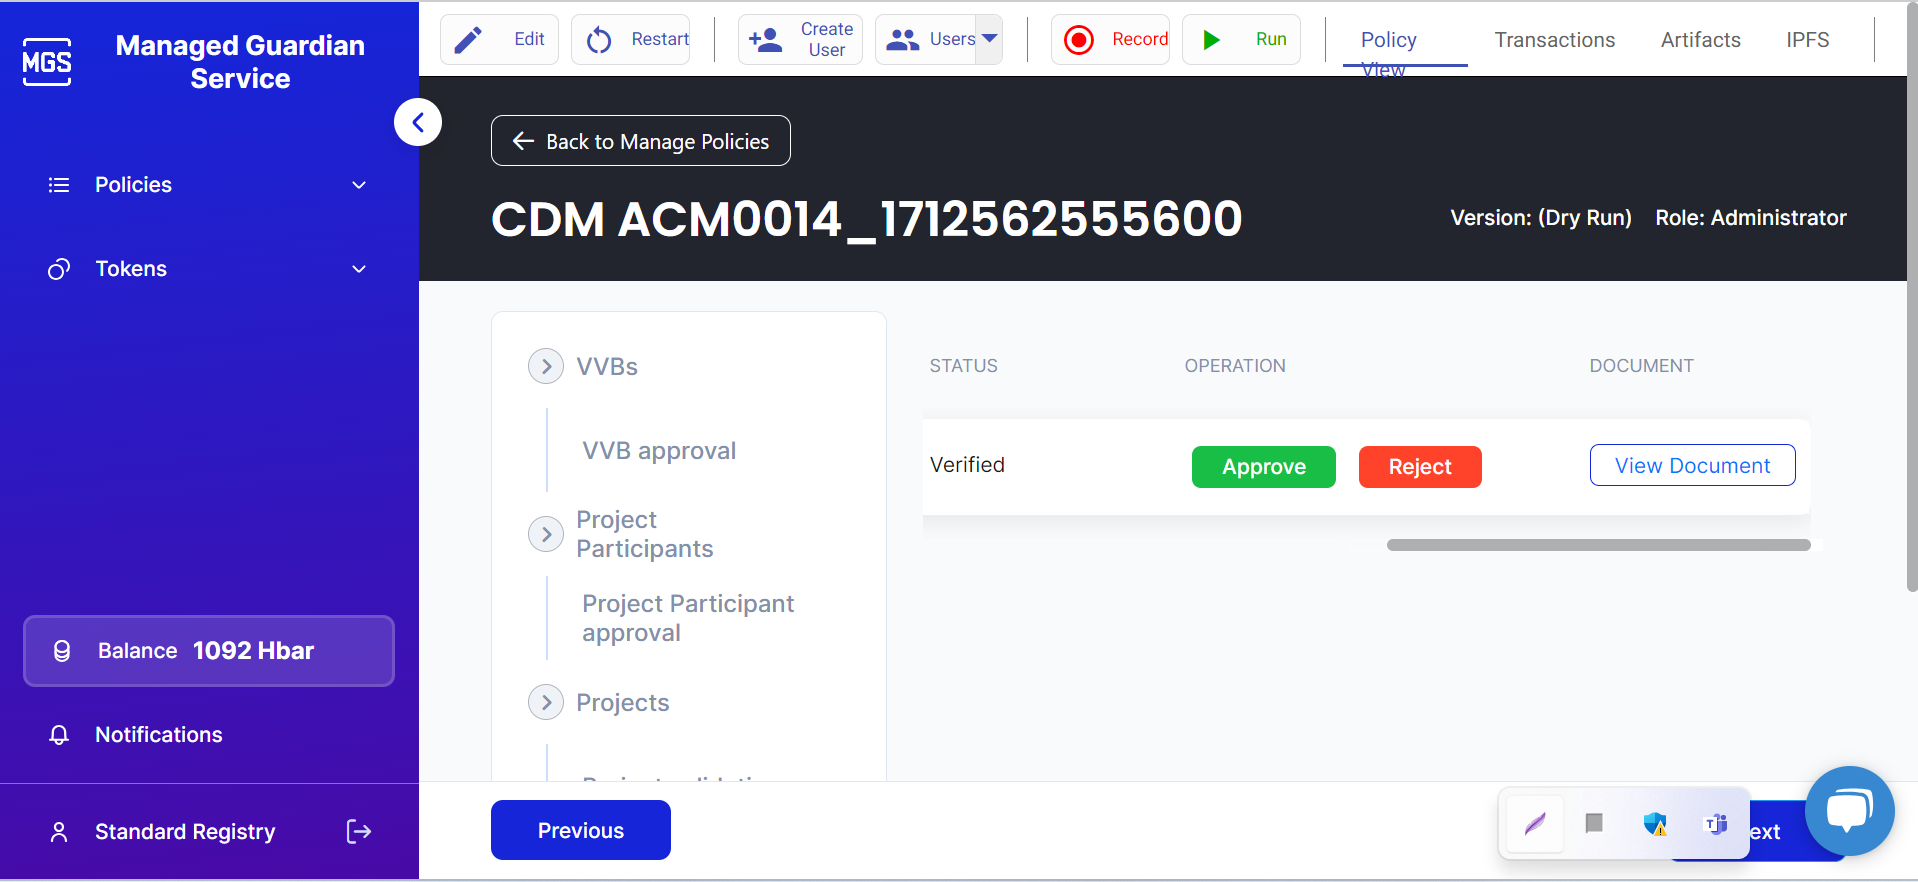 MGS
Managed Guardian
Service
Policies
Tokens
Balance 1092 Hbar
Notifications
Standard Registry
Edit
Restart
Create
User
Users
Record
Run
Policy
View
Transactions
Artifacts
IPFS
Back to Manage Policies
CDM ACM0014_1712562555600
Version: (Dry Run) Role: Administrator
VVBs
VVB approval
Project
Participants
Project Participant
approval
Projects
STATUS OPERATION DOCUMENT
Verified Approve Reject View Document
Previous
ext